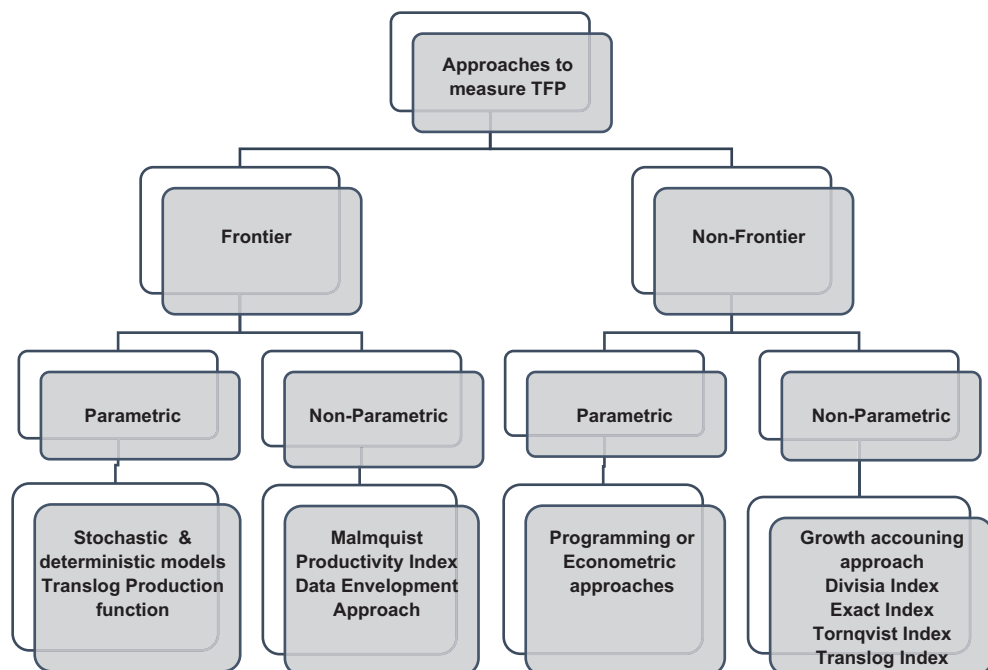 Approaches to
measure TFP
Frontier
Non-Frontier
Parametric
Non-Parametric
Parametric
Non-Parametric
Stochastic &
deterministic models
Translog Production
function
Malmquist
Productivity Index
Data Envelopment
Approach
Programming or
Econometric
approaches
Growth accouning
approach
Divisia Index
Exact Index
Tornqvist Index
Translog Index